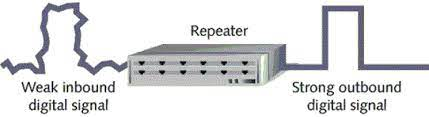 Repeater
Weak inbound
digital signal
Strong outbound
digital signal